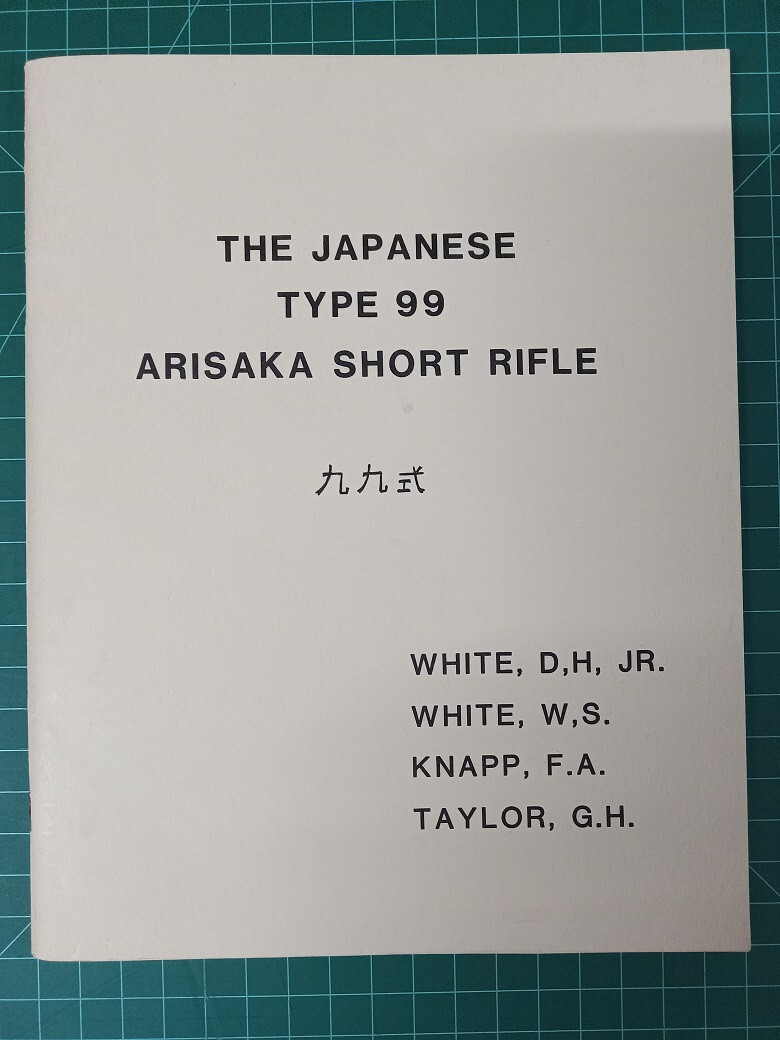 THE JAPANESE
TYPE 99
ARISAKA SHORT RIFLE
九九式
WHITE, D,H, JR.
WHITE, W,S.
KNAPP, F.A.
TAYLOR, G.H.